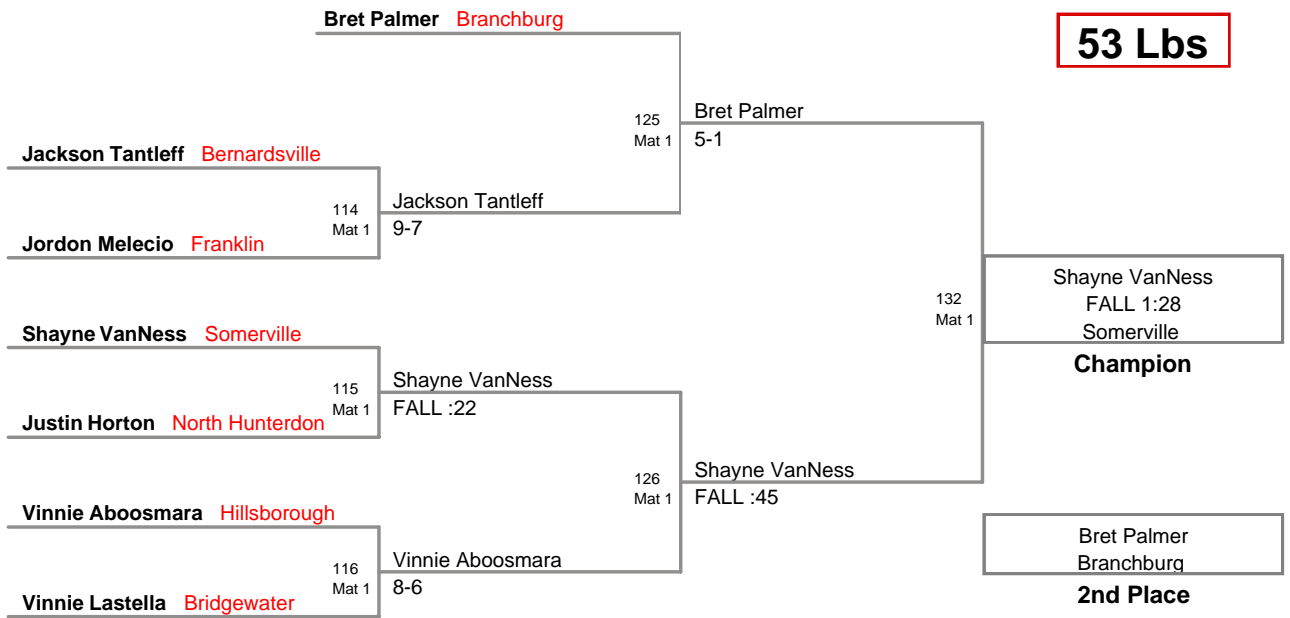 Bret Palmer Branchburg
53 Lbs
125
Mat 1
Bret Palmer
5-1
Jackson Tantleff Bernardsville
114
Mat 1
Jackson Tantleff
9-7
Jordon Melecio Franklin
132
Mat 1
Shayne VanNess
FALL 1:28
Somerville
Champion
Shayne VanNess Somerville
115
Mat 1
Shayne VanNess
FALL :22
Justin Horton North Hunterdon
126
Mat 1
Shayne VanNess
FALL :45
Vinnie Aboosmara Hillsborough
116
Mat 1
Vinnie Aboosmara
8-6
Vinnie Lastella Bridgewater
Bret Palmer
Branchburg
2nd Place